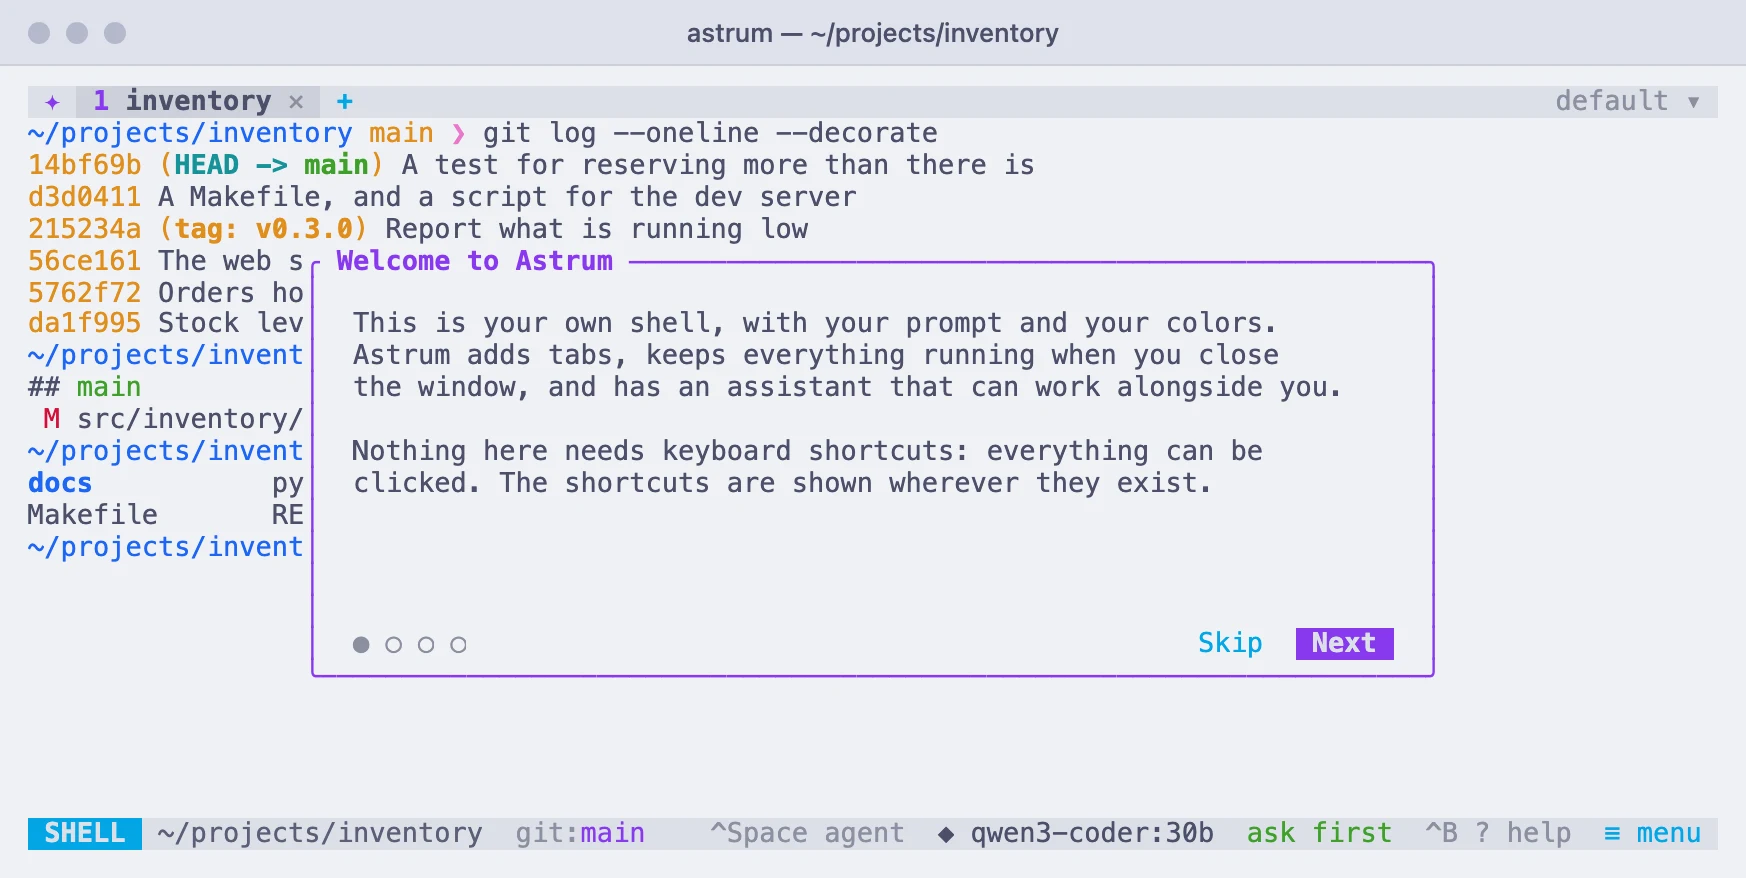 astrum — ~/projects/inventory
✦ 1 inventory × + default ▾
~/projects/inventory main ❯ git log --oneline --decorate
14bf69b (HEAD -> main) A test for reserving more than there is
d3d0411 A Makefile, and a script for the dev server
215234a (tag: v0.3.0) Report what is running low
56ce161 The web s
5762f72 Orders ho
da1f995 Stock lev
~/projects/invent
## main
M src/inventory/
~/projects/invent
docs py
Makefile RE
~/projects/invent
Welcome to Astrum
This is your own shell, with your prompt and your colors.
Astrum adds tabs, keeps everything running when you close
the window, and has an assistant that can work alongside you.
Nothing here needs keyboard shortcuts: everything can be
clicked. The shortcuts are shown wherever they exist.
● ○ ○ ○ Skip Next
SHELL ~/projects/inventory git:main ^Space agent ◆ qwen3-coder:30b ask first ^B ? help ≡ menu